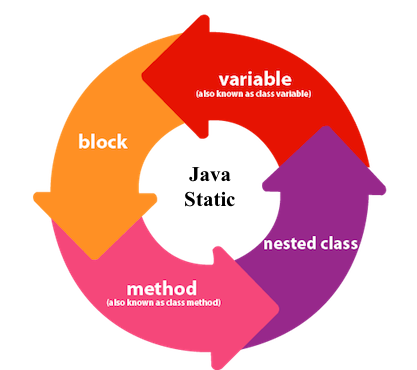 variable
(also known as class variable)
block
Java
Static
nested class
method
(also known as class method)